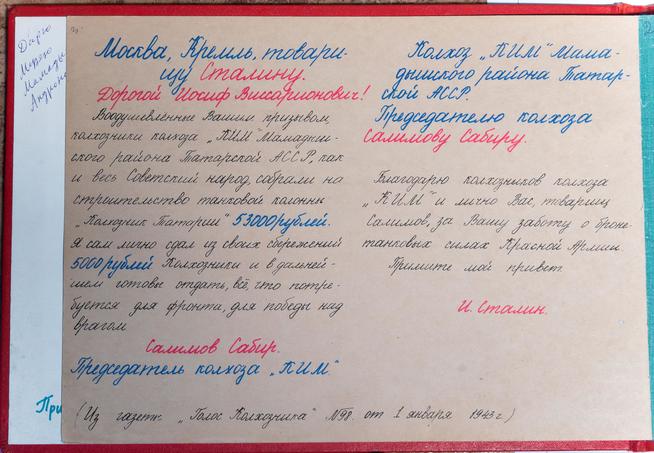 Москва, Кремль, товари-
щу Сталину.
Дорогой Иосиф Виссарионович!
Воодушевлённые Вашим призывом,
колхозники колхоза „КИМ" Мамадыш-
ского района Татарской АССР, как
и весь Советский народ, собрали на
строительство танковой колонны
„Колхозник Татарии" 53000 рублей.
Я сам лично сдал из своих сбережений
5000 рублей Колхозники и в дальней-
шем готовы отдать всё, что потре-
буется для фронта, для победы над
врагом
Салимов Сабир.
Председатель колхоза „КИМ"
Колхоз „КИМ" Мама-
дышского района Татар-
ской АССР.
Председателю колхоза
Салимову Сабиру.
Благодарю колхозников колхоза
„КИМ" и лично Вас, товарищ
Салимов, за Вашу заботу о броне-
танковых силах Красной Армии.
Примите мой привет
И. Сталин.
(Из газеты „Голос Колхозника" №98. от 1 января 1943 г)
При